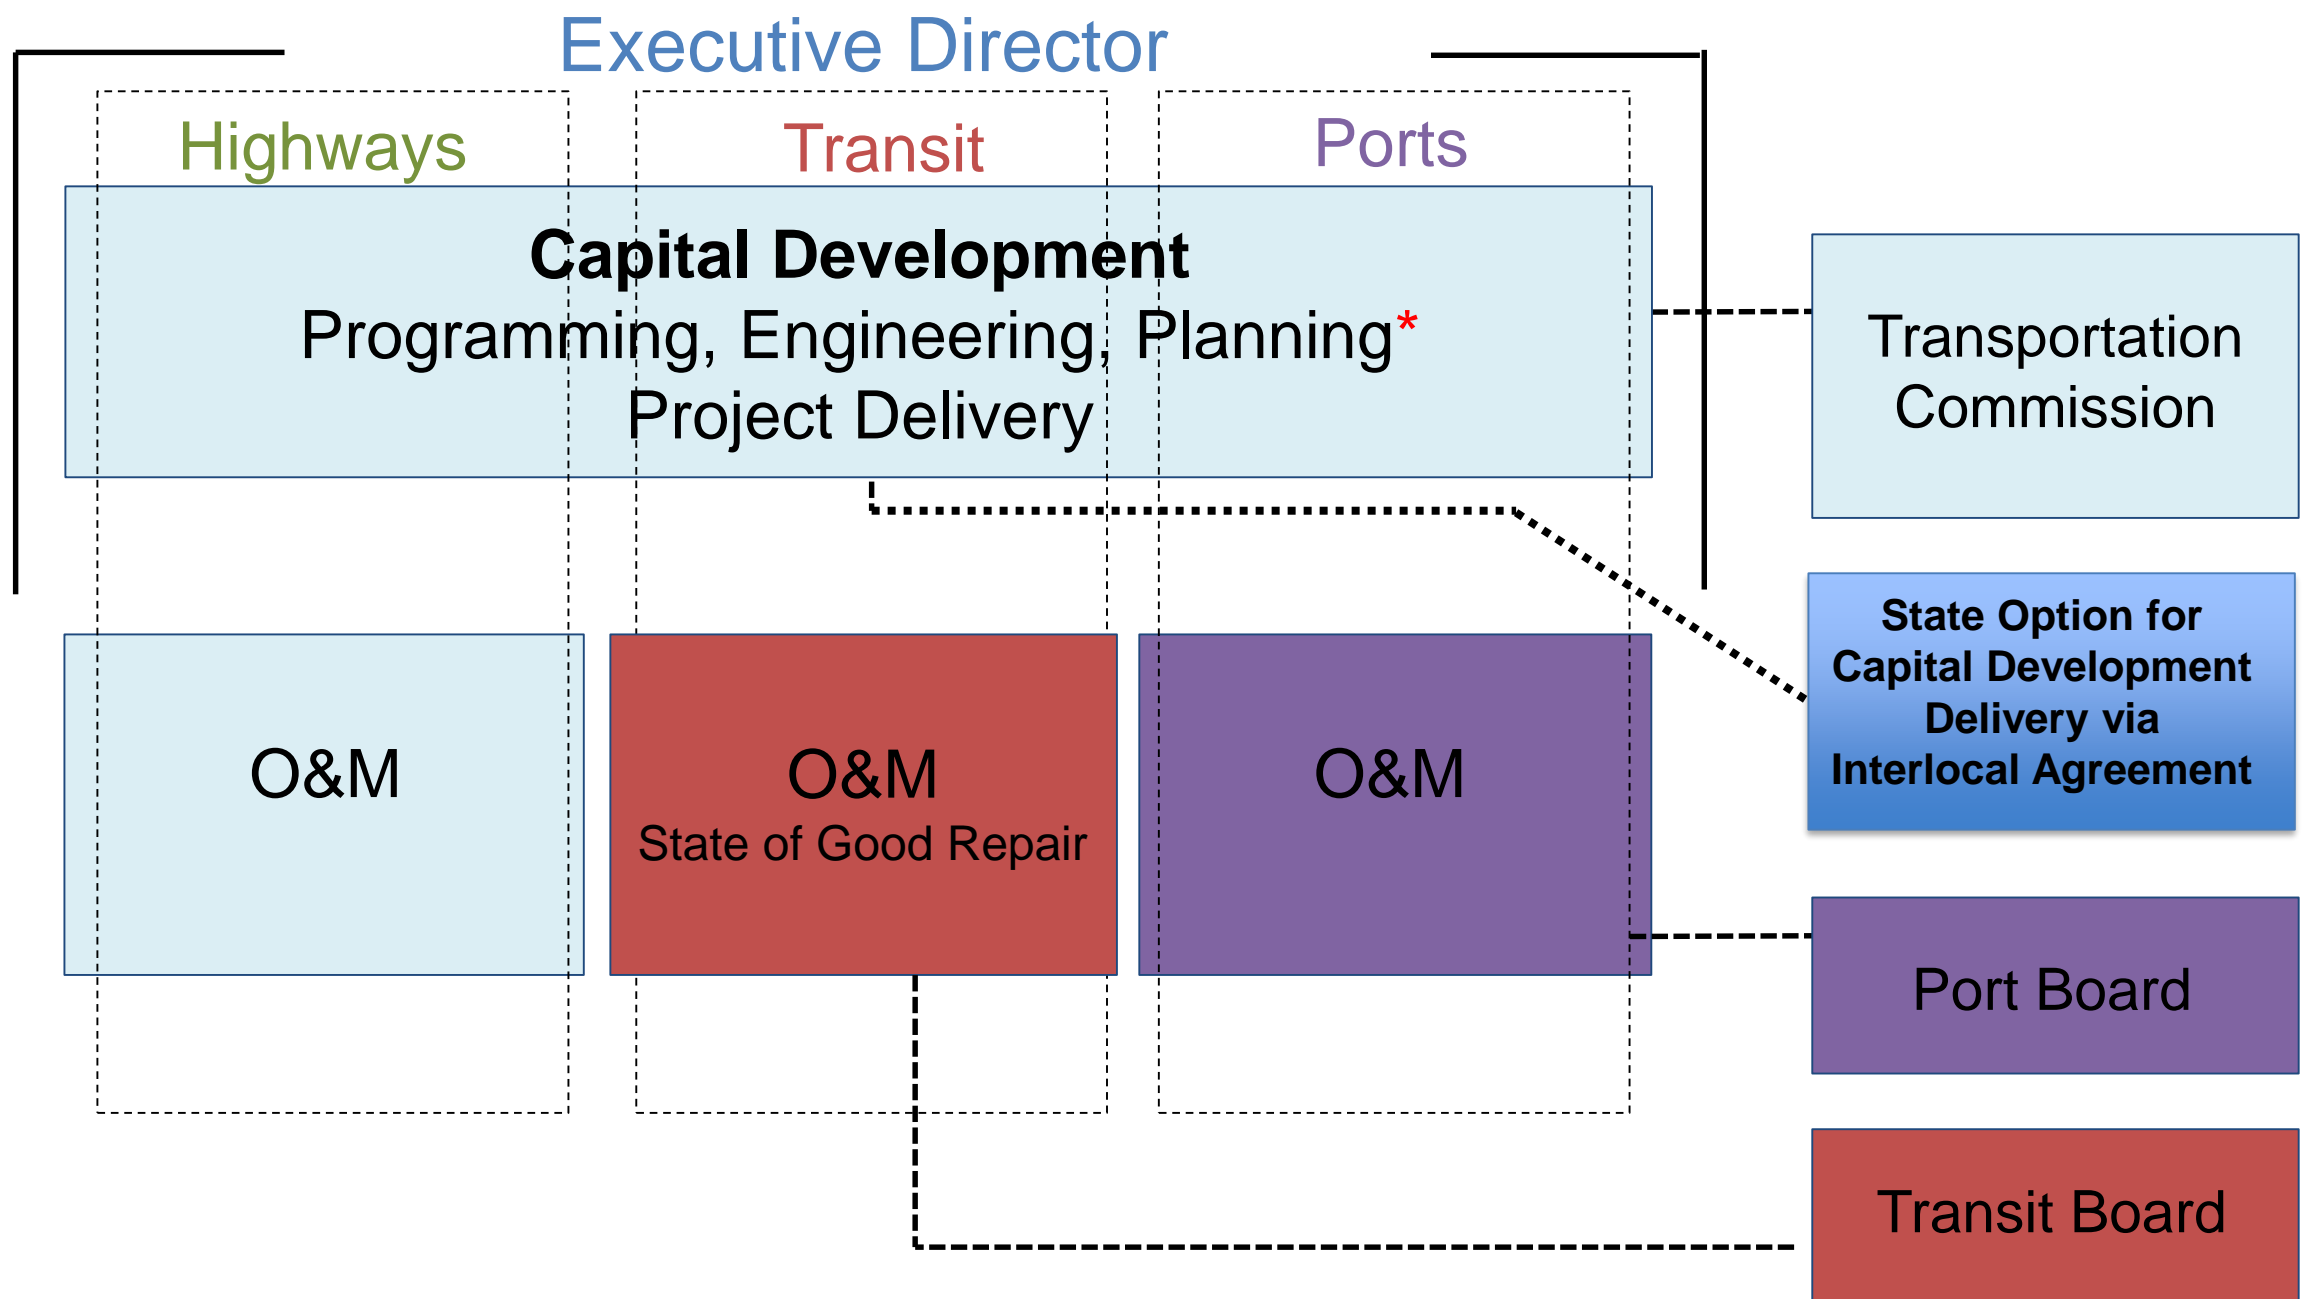 Executive Director
Highways
Transit
Ports
Capital Development
Programming, Engineering, Planning*
Project Delivery
Transportation
Commission
State Option for
Capital Development
Delivery via
Interlocal Agreement
O&M
O&M
State of Good Repair
O&M
Port Board
Transit Board